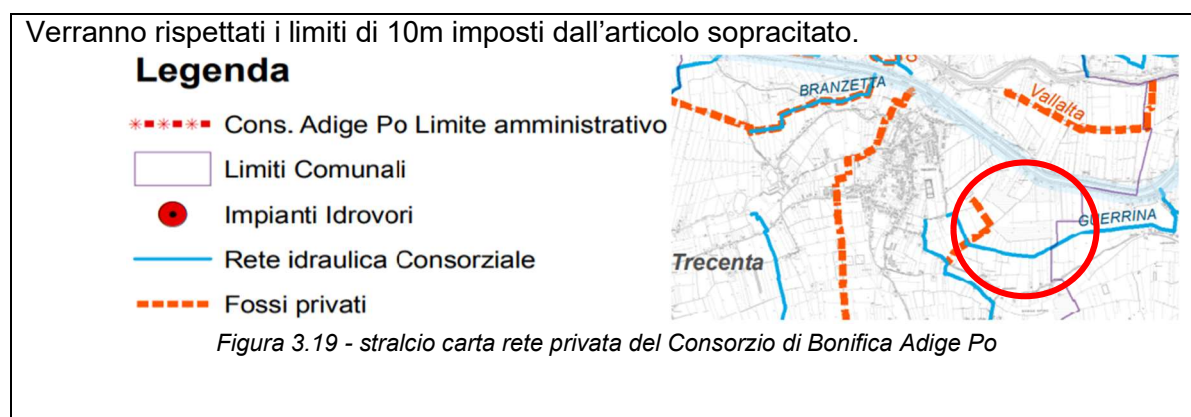 Verranno rispettati i limiti di 10m imposti dall’articolo sopracitato.
Legenda
Cons. Adige Po Limite amministrativo
Limiti Comunali
Impianti Idrovori
Rete idraulica Consorziale
Fossi privati
BRANZETTA
Vallalta
GUERRINA
Trecenta
Figura 3.19 - stralcio carta rete privata del Consorzio di Bonifica Adige Po